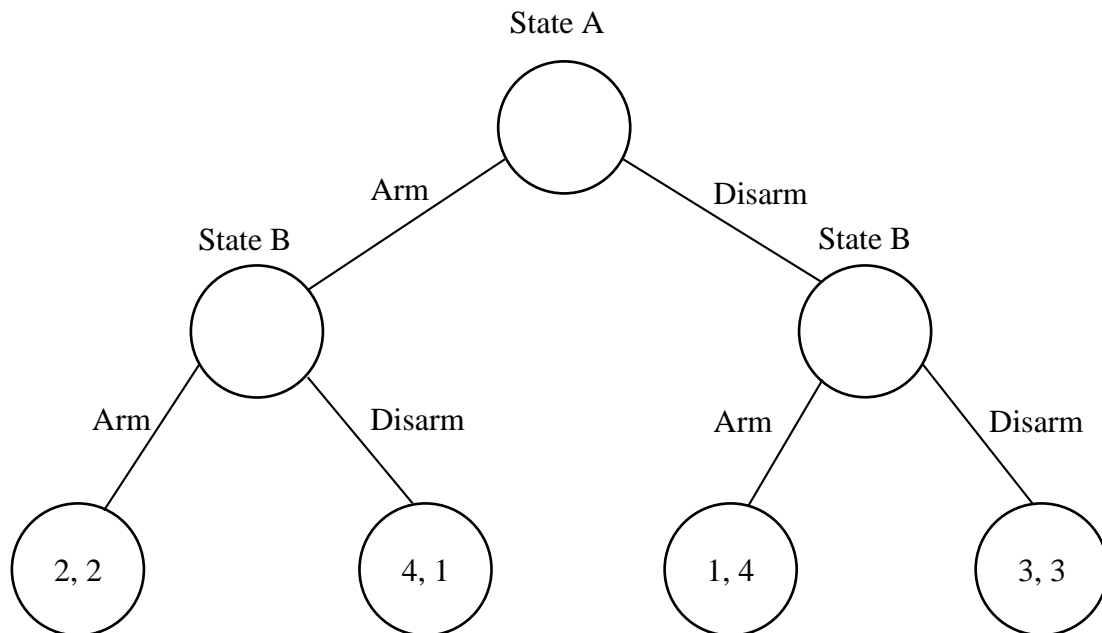 State A
Arm
Disarm
State B
State B
Arm
Disarm
Arm
Disarm
2, 2
4, 1
1, 4
3, 3